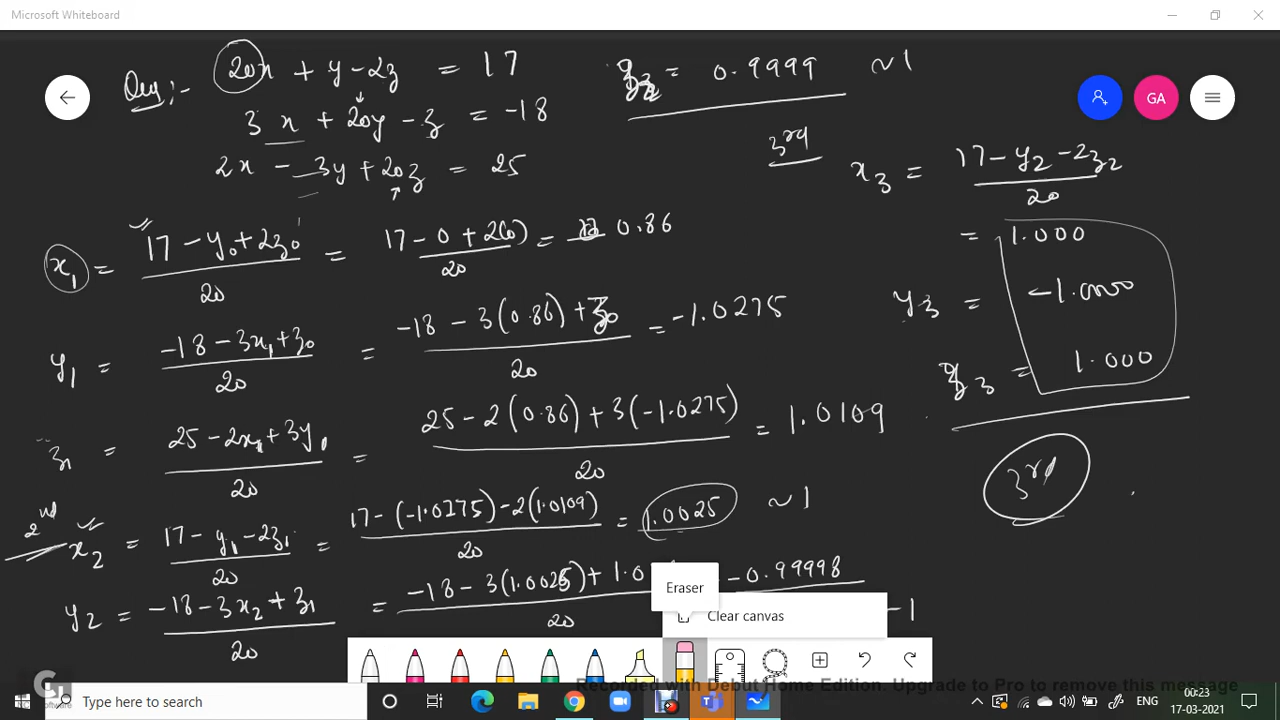 Microsoft Whiteboard
Ques:- 20x + y - 2z = 17
3x + 20y - z = -18
2x - 3y + 20z = 25
z2 = 0.9999 ~1
3rd
x3 = 17 - y2 - 2z2 / 20
= 1.000
y3 = -1.0000
z3 = 1.000
3rd
GA
x1 = 17 - y0 + 2z0 / 20 = 17 - 0 + 2(0) / 20 = 0.86
y1 = -18 - 3x1 + z0 / 20 = -18 - 3(0.86) + z0 / 20 = -1.0275
z1 = 25 - 2x1 + 3y1 / 20 = 25 - 2(0.86) + 3(-1.0275) / 20 = 1.0109
2nd
x2 = 17 - y1 - 2z1 / 20 = 17 - (-1.0275) - 2(1.0109) / 20 = 1.0025 ~1
y2 = -18 - 3x2 + z1 / 20 = -18 - 3(1.0025) + 1.0 / 20 -0.99998
-1
Eraser
Clear canvas
Recorded with Debut Home Edition. Upgrade to Pro to remove this message
Type here to search
ENG
00:23
17-03-2021